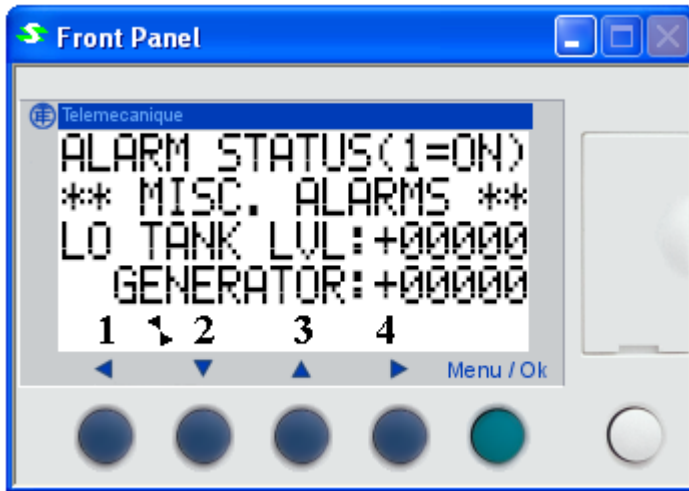 Front Panel
Telemecanique
ALARM STATUS(1=ON)
** MISC. ALARMS **
LO TANK LVL:+00000
GENERATOR:+00000
1 2 3 4
Menu / Ok